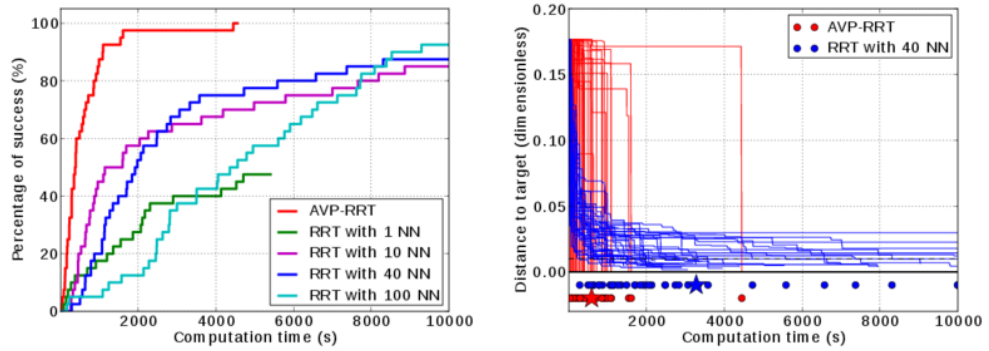 100
80
60
40
20
0
Percentage of success (%)
2000
4000
6000
8000
10000
Computation time (s)
AVP-RRT
RRT with 1 NN
RRT with 10 NN
RRT with 40 NN
RRT with 100 NN
0.20
0.15
0.10
0.05
0.00
Distance to target (dimensionless)
2000
4000
6000
8000
10000
Computation time (s)
AVP-RRT
RRT with 40 NN